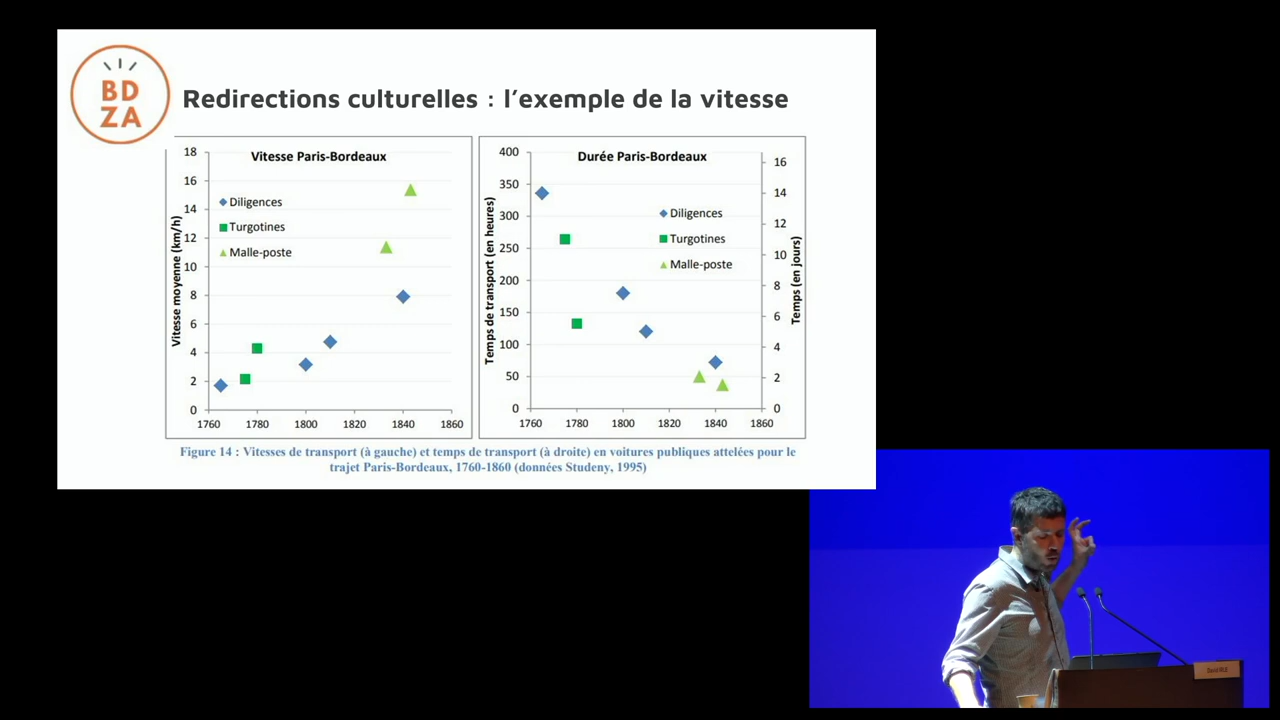 BD
ZA
Redirections culturelles : l’exemple de la vitesse
Vitesse Paris-Bordeaux
Vitesse moyenne (km/h)
18
16
14
12
10
8
6
4
2
0
Diligences
Turgotines
Malle-poste
1760 1780 1800 1820 1840 1860
Durée Paris-Bordeaux
Temps de transport (en heures)
400
350
300
250
200
150
100
50
0
Diligences
Turgotines
Malle-poste
16
14
12
10
8
6
4
2
0
Temps (en jours)
1760 1780 1800 1820 1840 1860
Figure 14 : Vitesses de transport (à gauche) et temps de transport (à droite) en voitures publiques attelées pour le
trajet Paris-Bordeaux, 1760-1860 (données Studeny, 1995)